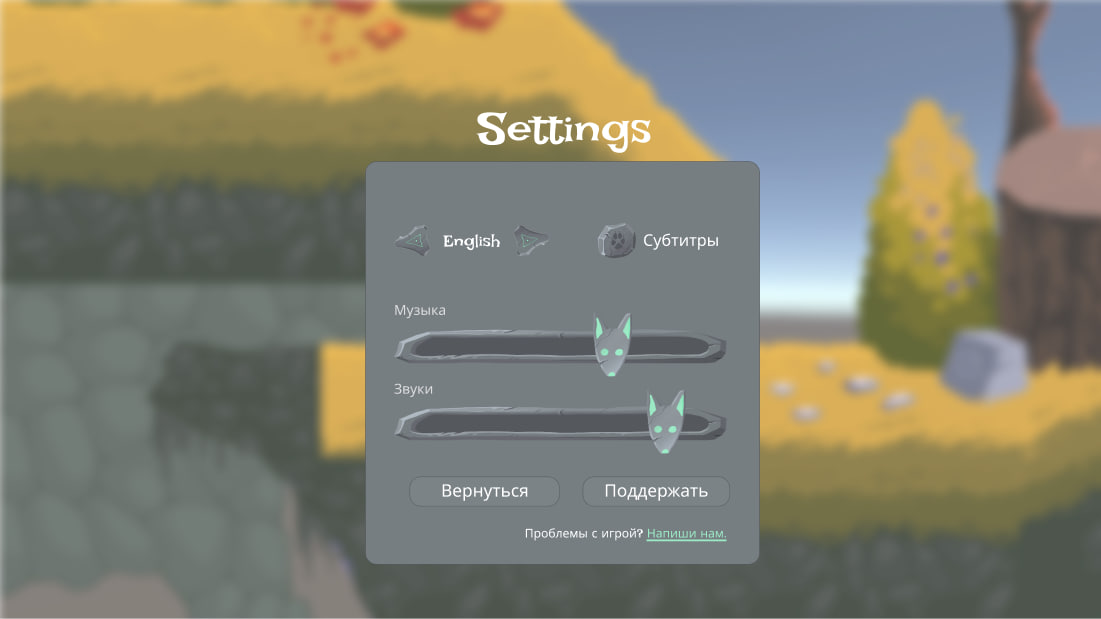 Settings
English
Субтитры
Музыка
Звуки
Вернуться
Поддержать
Проблемы с игрой? Напиши нам.